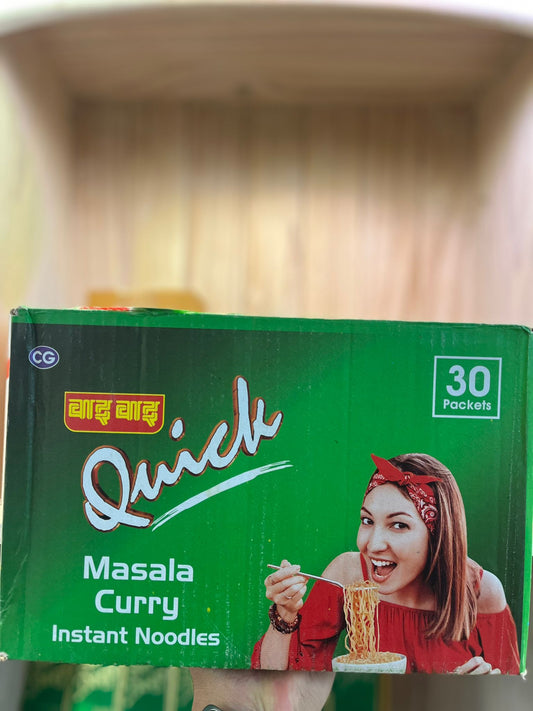 CG
30
Packets
वाइ वाइ
Quick
Masala
Curry
Instant Noodles